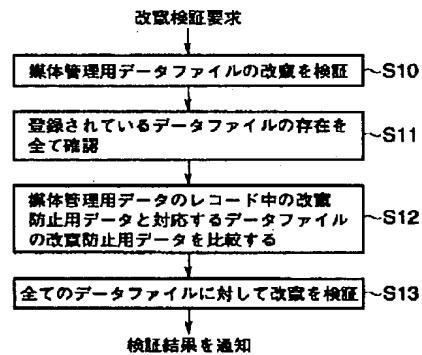 改竄検証要求
媒体管理用データファイルの改竄を検証
S10
登録されているデータファイルの存在を
全て確認
S11
媒体管理用データのレコード中の改竄
防止用データと対応するデータファイル
の改竄防止用データを比較する
S12
全てのデータファイルに対して改竄を検証
S13
検証結果を通知